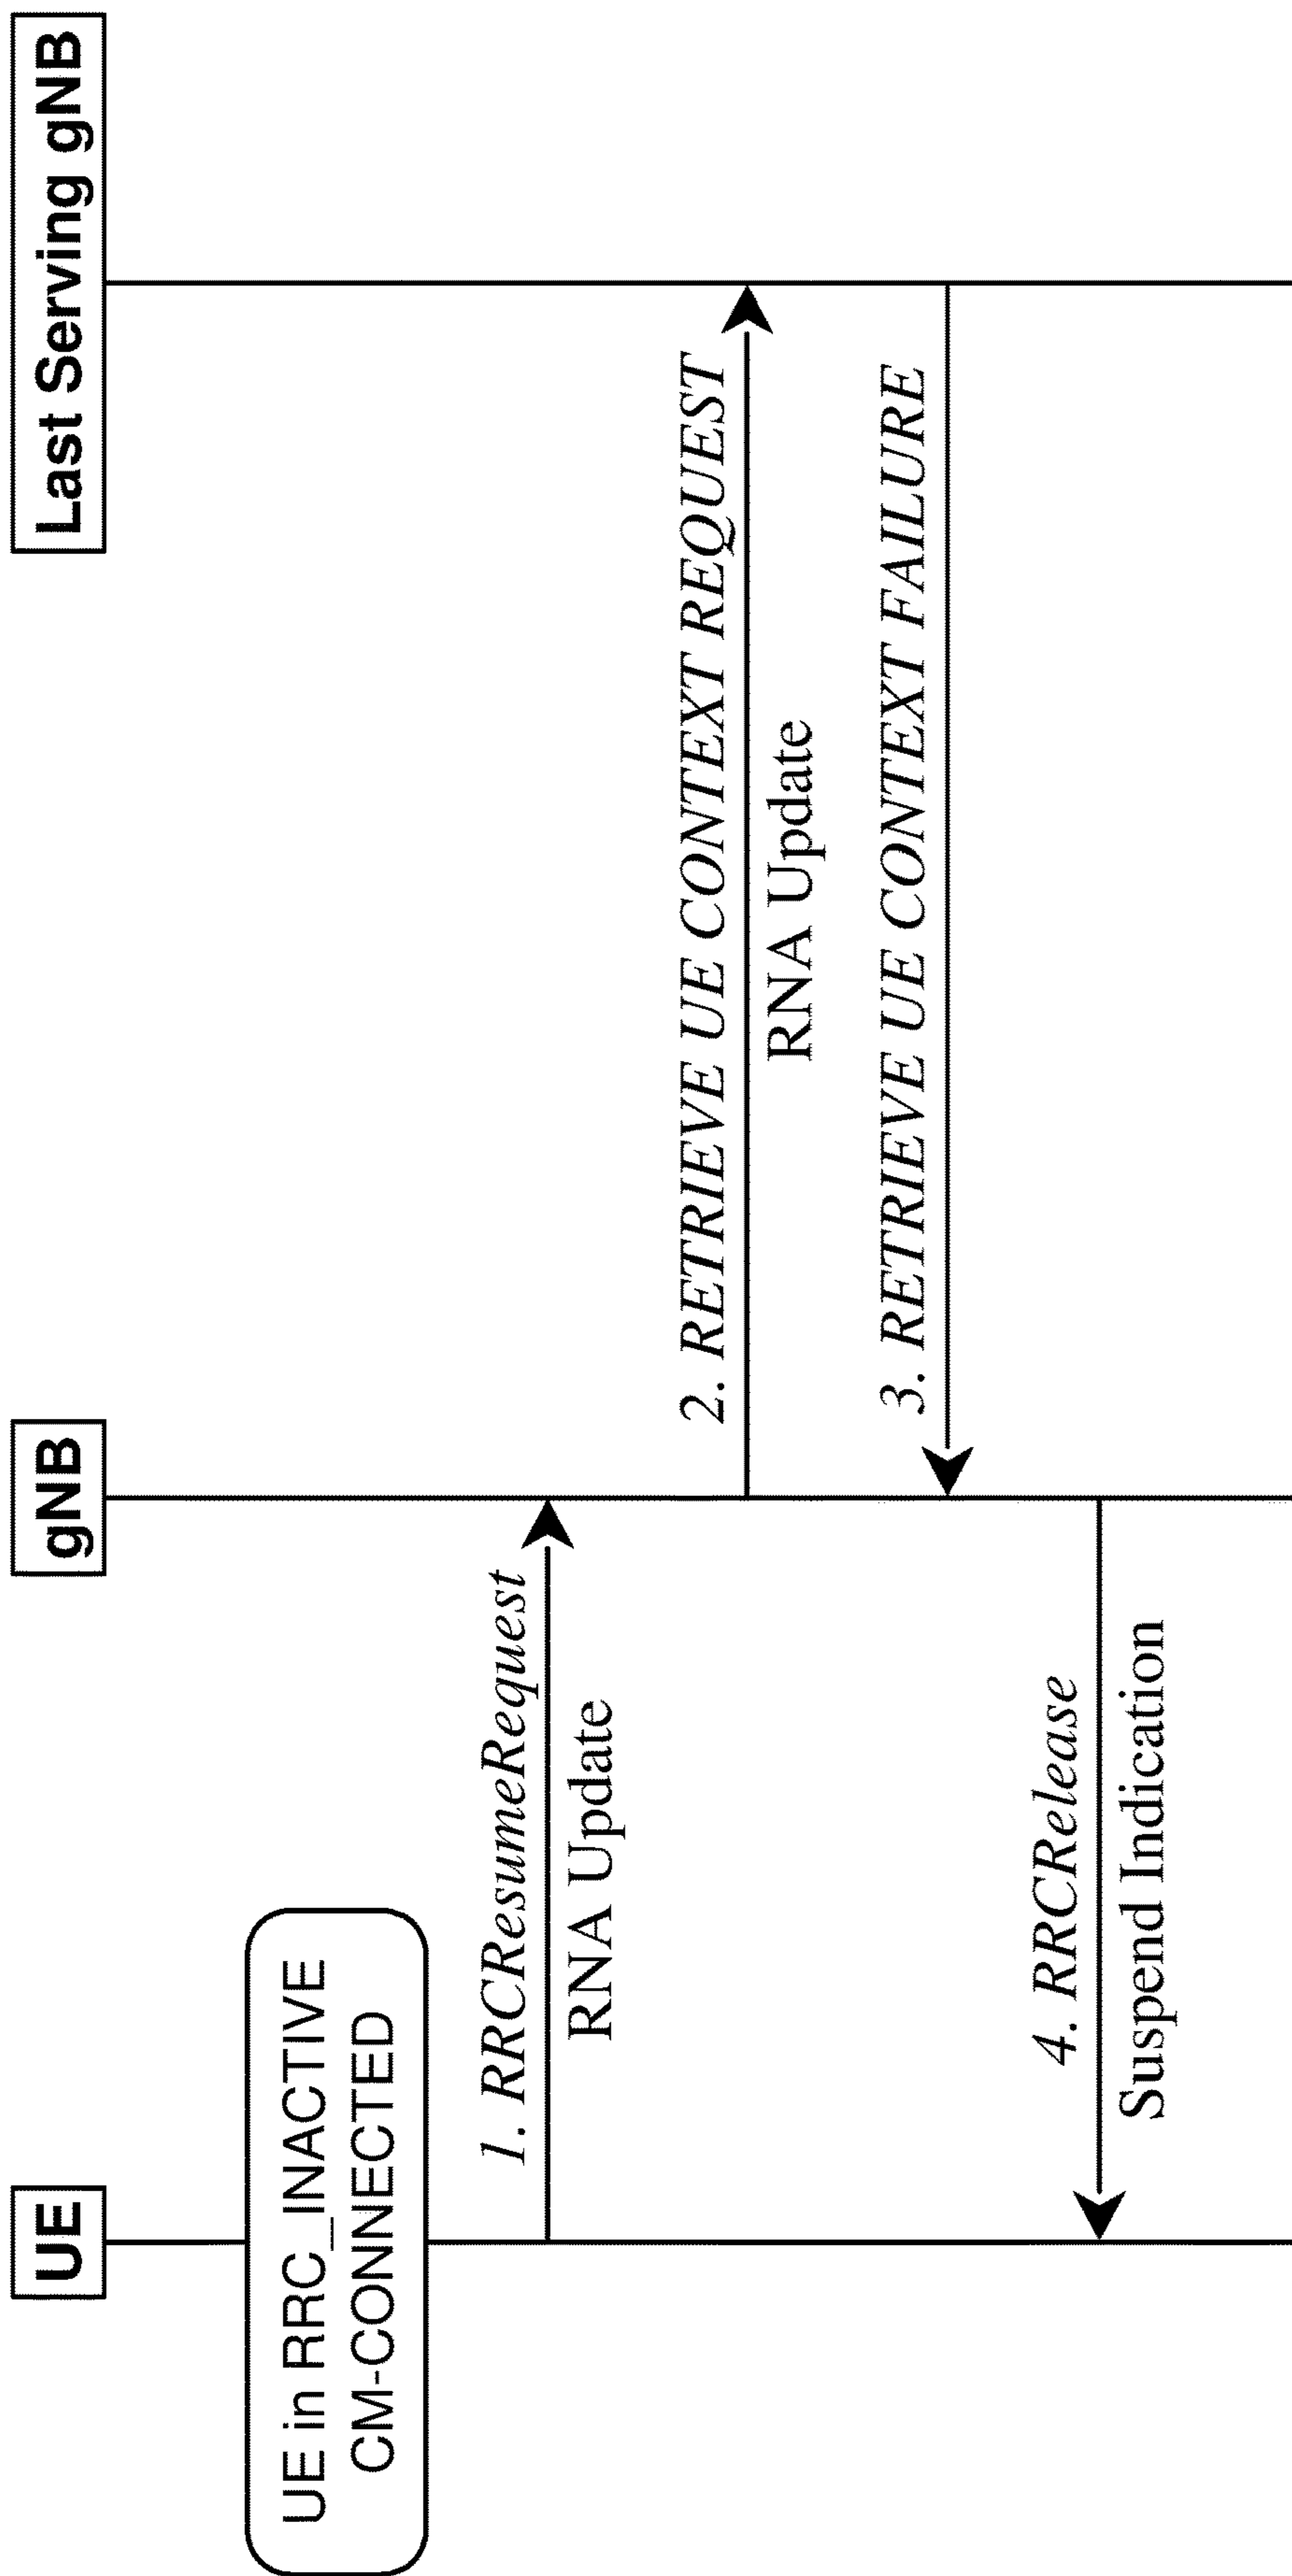 UE
gNB
Last Serving gNB
UE in RRC_INACTIVE
CM-CONNECTED
1. RRCResumeRequest
RNA Update
2. RETRIEVE UE CONTEXT REQUEST
RNA Update
3. RETRIEVE UE CONTEXT FAILURE
4. RRCRelease
Suspend Indication